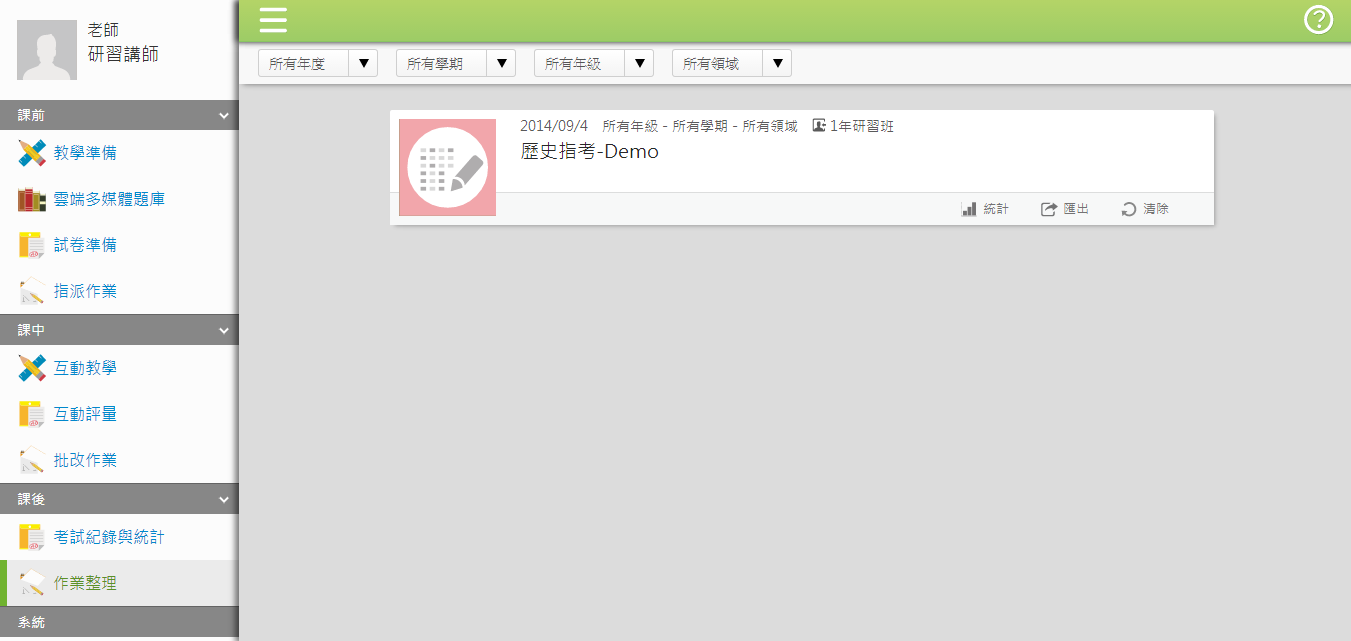 老師
研習講師
課前
教學準備
雲端多媒體題庫
試卷準備
指派作業
課中
互動教學
互動評量
批改作業
課後
考試紀錄與統計
作業整理
系統
所有年度 所有學期 所有年級 所有領域
2014/09/4 所有年級 - 所有學期 - 所有領域 1年研習班
歷史指考-Demo
統計 匯出 清除